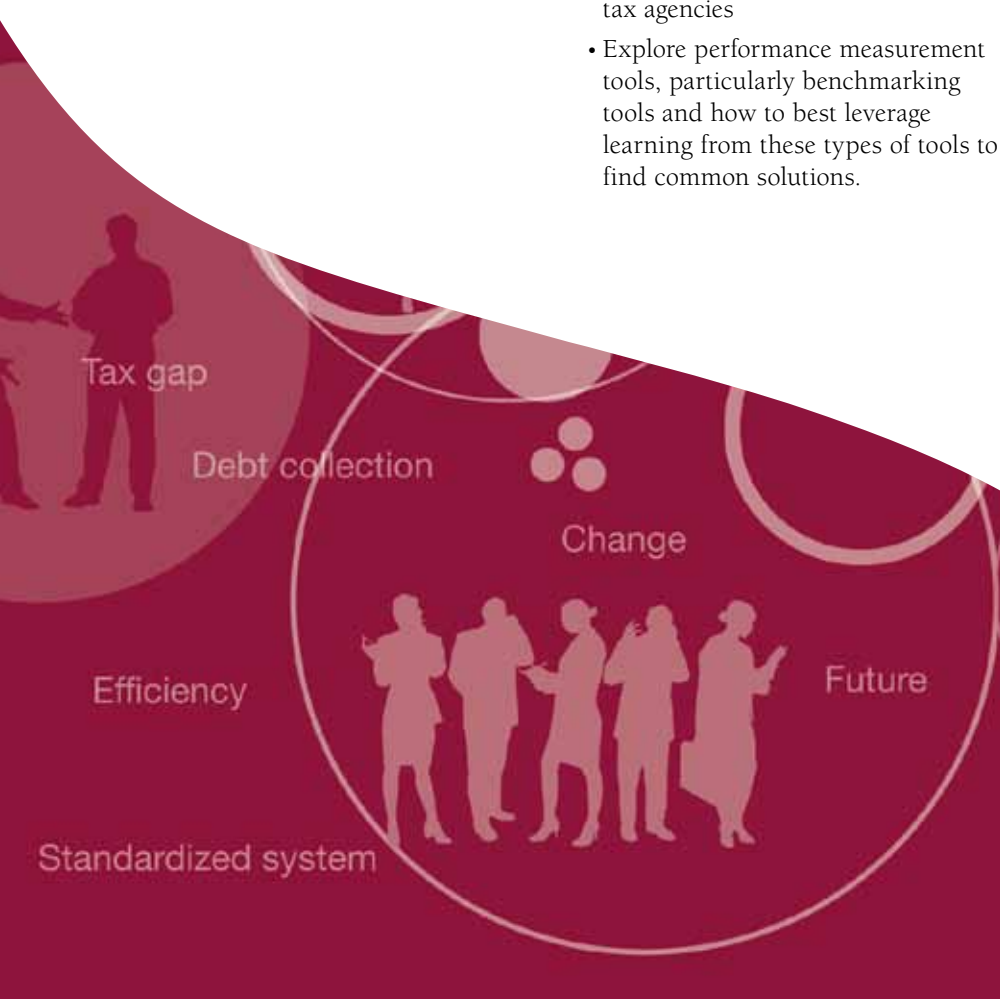 tax agencies
• Explore performance measurement
tools, particularly benchmarking
tools and how to best leverage
learning from these types of tools to
find common solutions.
Tax gap
Debt collection
Change
Efficiency
Future
Standardized system